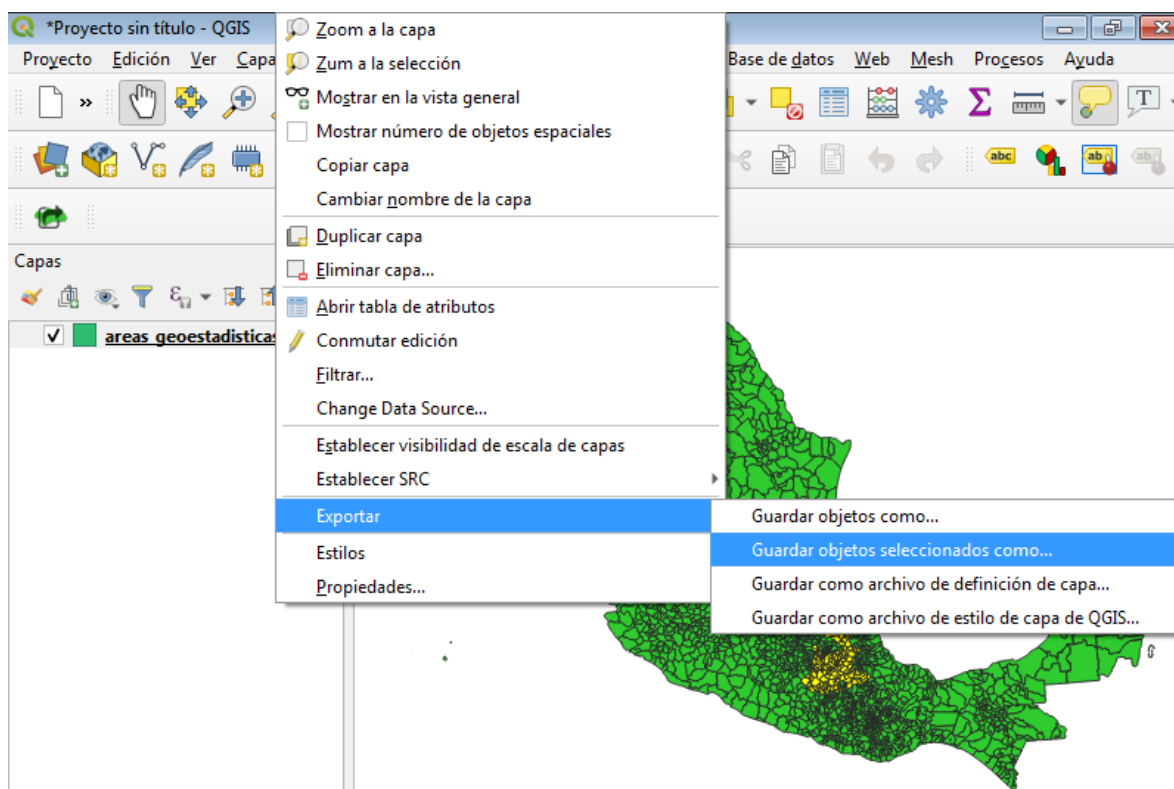 *Proyecto sin título - QGIS
Proyecto Edición Ver Capa
Base de datos Web Mesh Procesos Ayuda
Zoom a la capa
Zum a la selección
Mostrar en la vista general
Mostrar número de objetos espaciales
Copiar capa
Cambiar nombre de la capa
Duplicar capa
Eliminar capa...
Abrir tabla de atributos
Conmutar edición
Filtrar...
Change Data Source...
Establecer visibilidad de escala de capas
Establecer SRC
Exportar
Estilos
Propiedades...
Guardar objetos como...
Guardar objetos seleccionados como...
Guardar como archivo de definición de capa...
Guardar como archivo de estilo de capa de QGIS...
Capas
areas_geoestadisticas
abc
ab
ab
T